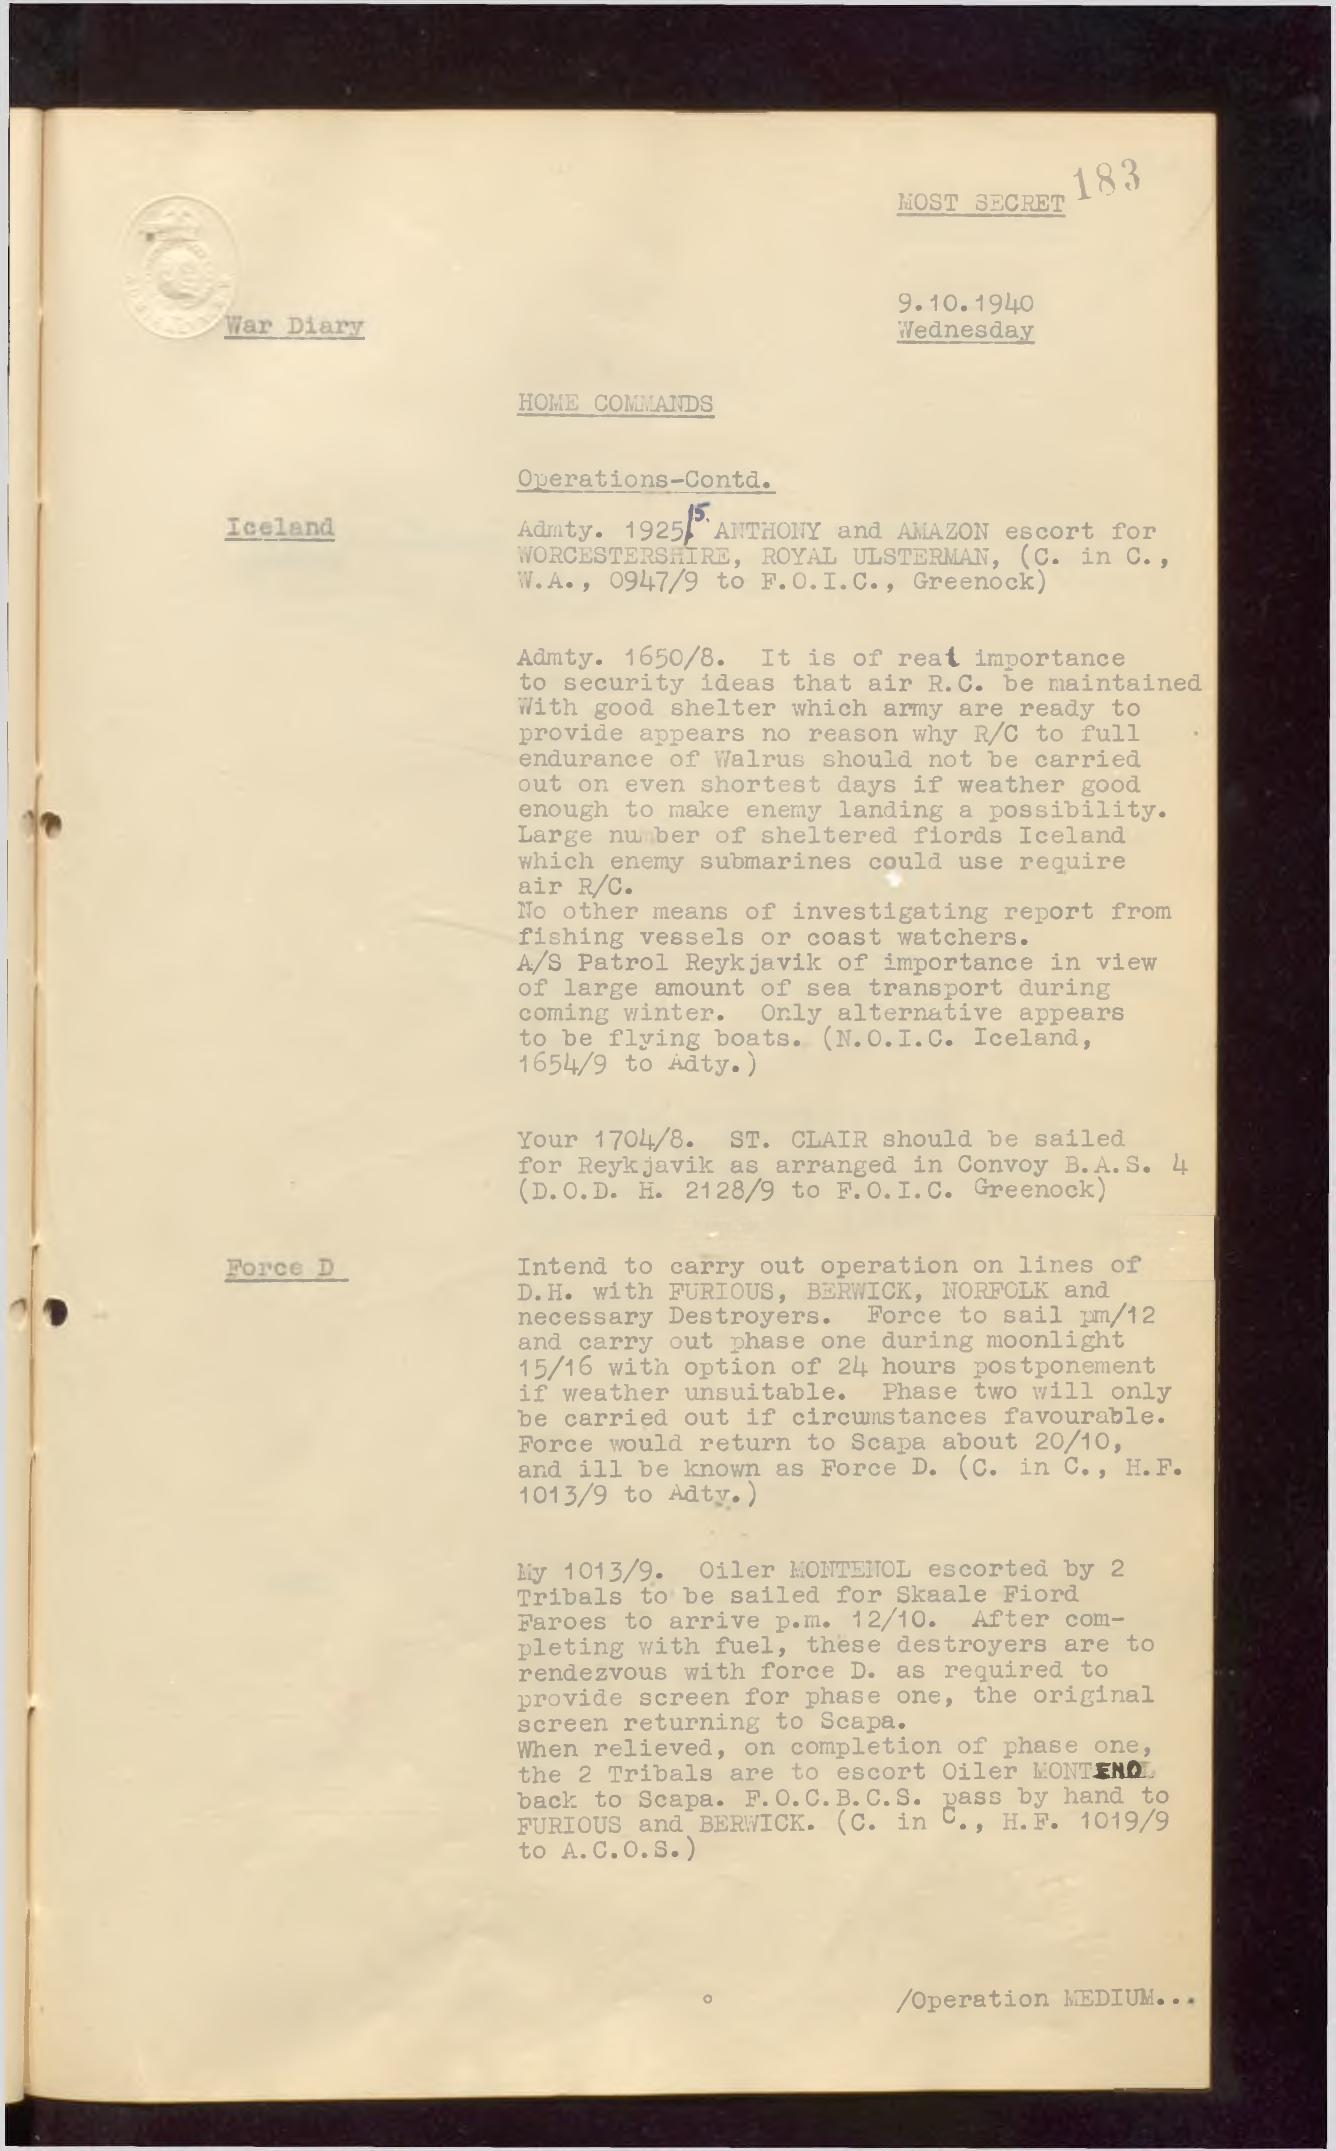 183
MOST SECRET
9.10.1940
War Diary
Wednesday
HOME COMMANDS
Operations-Contd.
Iceland
Admty. 1925/5. ANTHONY and AMAZON escort for
WORCESTERSHIRE, ROYAL ULSTERMAN, (C. in C.,
W.A., 0947/9 to F.O.I.C., Greenock)
Admty. 1650/8. It is of real importance
to security ideas that air R.C. be maintained
With good shelter which army are ready to
provide appears no reason why R/C to full
endurance of Walrus should not be carried
out on even shortest days if weather good
enough to make enemy landing a possibility.
Large number of sheltered fiords Iceland
which enemy submarines could use require
air R/C.
No other means of investigating report from
fishing vessels or coast watchers.
A/S Patrol Reykjavik of importance in view
of large amount of sea transport during
coming winter. Only alternative appears
to be flying boats. (N.O.I.C. Iceland,
1654/9 to Adty.)
Your 1704/8. ST. CLAIR should be sailed
for Reykjavik as arranged in Convoy B.A.S. 4
(D.O.D. H. 2128/9 to F.O.I.C. Greenock)
Force D
Intend to carry out operation on lines of
D.H. with FURIOUS, BERWICK, NORFOLK and
necessary Destroyers. Force to sail pm/12
and carry out phase one during moonlight
15/16 with option of 24 hours postponement
if weather unsuitable. Phase two will only
be carried out if circumstances favourable.
Force would return to Scapa about 20/10,
and ill be known as Force D. (C. in C., H.F.
1013/9 to Adty.)
My 1013/9. Oiler MONTENOL escorted by 2
Tribals to be sailed for Skaale Fiord
Faroes to arrive p.m. 12/10. After com-
pleting with fuel, these destroyers are to
rendezvous with force D. as required to
provide screen for phase one, the original
screen returning to Scapa.
When relieved, on completion of phase one,
the 2 Tribals are to escort Oiler MONTENOL
back to Scapa. F.O.C.B.C.S. pass by hand to
FURIOUS and BERWICK. (C. in C., H.F. 1019/9
to A.C.O.S.)
/Operation MEDIUM...